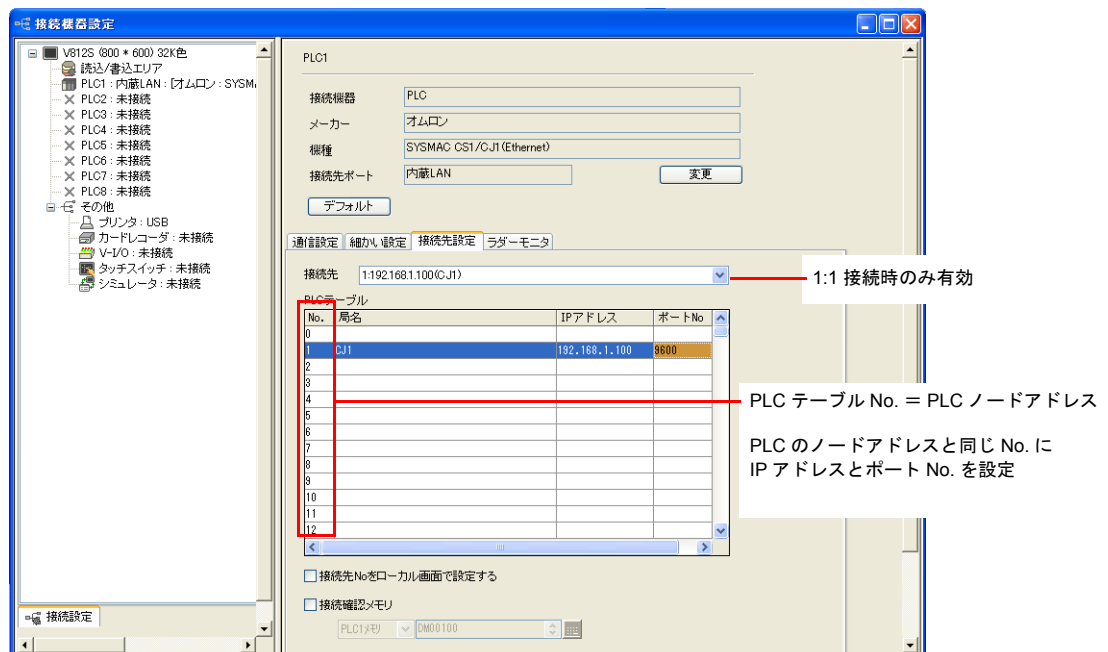 接続機器設定
V812S (800 * 600) 32K色
読込/書込エリア
PLC1 : 内蔵LAN : [オムロン : SYSM
PLC2 : 未接続
PLC3 : 未接続
PLC4 : 未接続
PLC5 : 未接続
PLC6 : 未接続
PLC7 : 未接続
PLC8 : 未接続
その他
プリンタ : USB
カードレコーダ : 未接続
V-I/O : 未接続
タッチスイッチ : 未接続
シミュレータ : 未接続
接続設定
PLC1
接続機器 PLC
メーカー オムロン
機種 SYSMAC CS1/CJ1(Ethernet)
接続先ポート 内蔵LAN 変更
デフォルト
通信設定 細かい設定 接続先設定 ラダーモニタ
接続先 1:192.168.1.100(CJ1)
1:1 接続時のみ有効
PLCテーブル
No. 局名 IPアドレス ポートNo
0
1 CJ1 192.168.1.100 9600
2
3
4
5
6
7
8
9
10
11
12
PLC テーブル No. = PLC ノードアドレス
PLC のノードアドレスと同じ No. に
IP アドレスとポート No. を設定
接続先Noをローカル画面で設定する
接続確認メモリ
PLC1メモリ DM00100